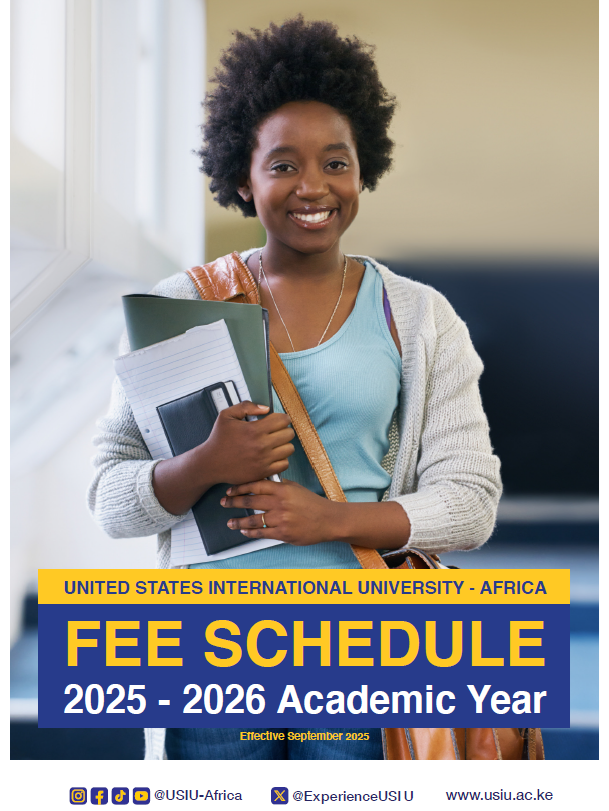 UNITED STATES INTERNATIONAL UNIVERSITY - AFRICA
FEE SCHEDULE
2025 - 2026 Academic Year
Effective September 2025
@USIU-Africa @ExperienceUSIU www.usiu.ac.ke